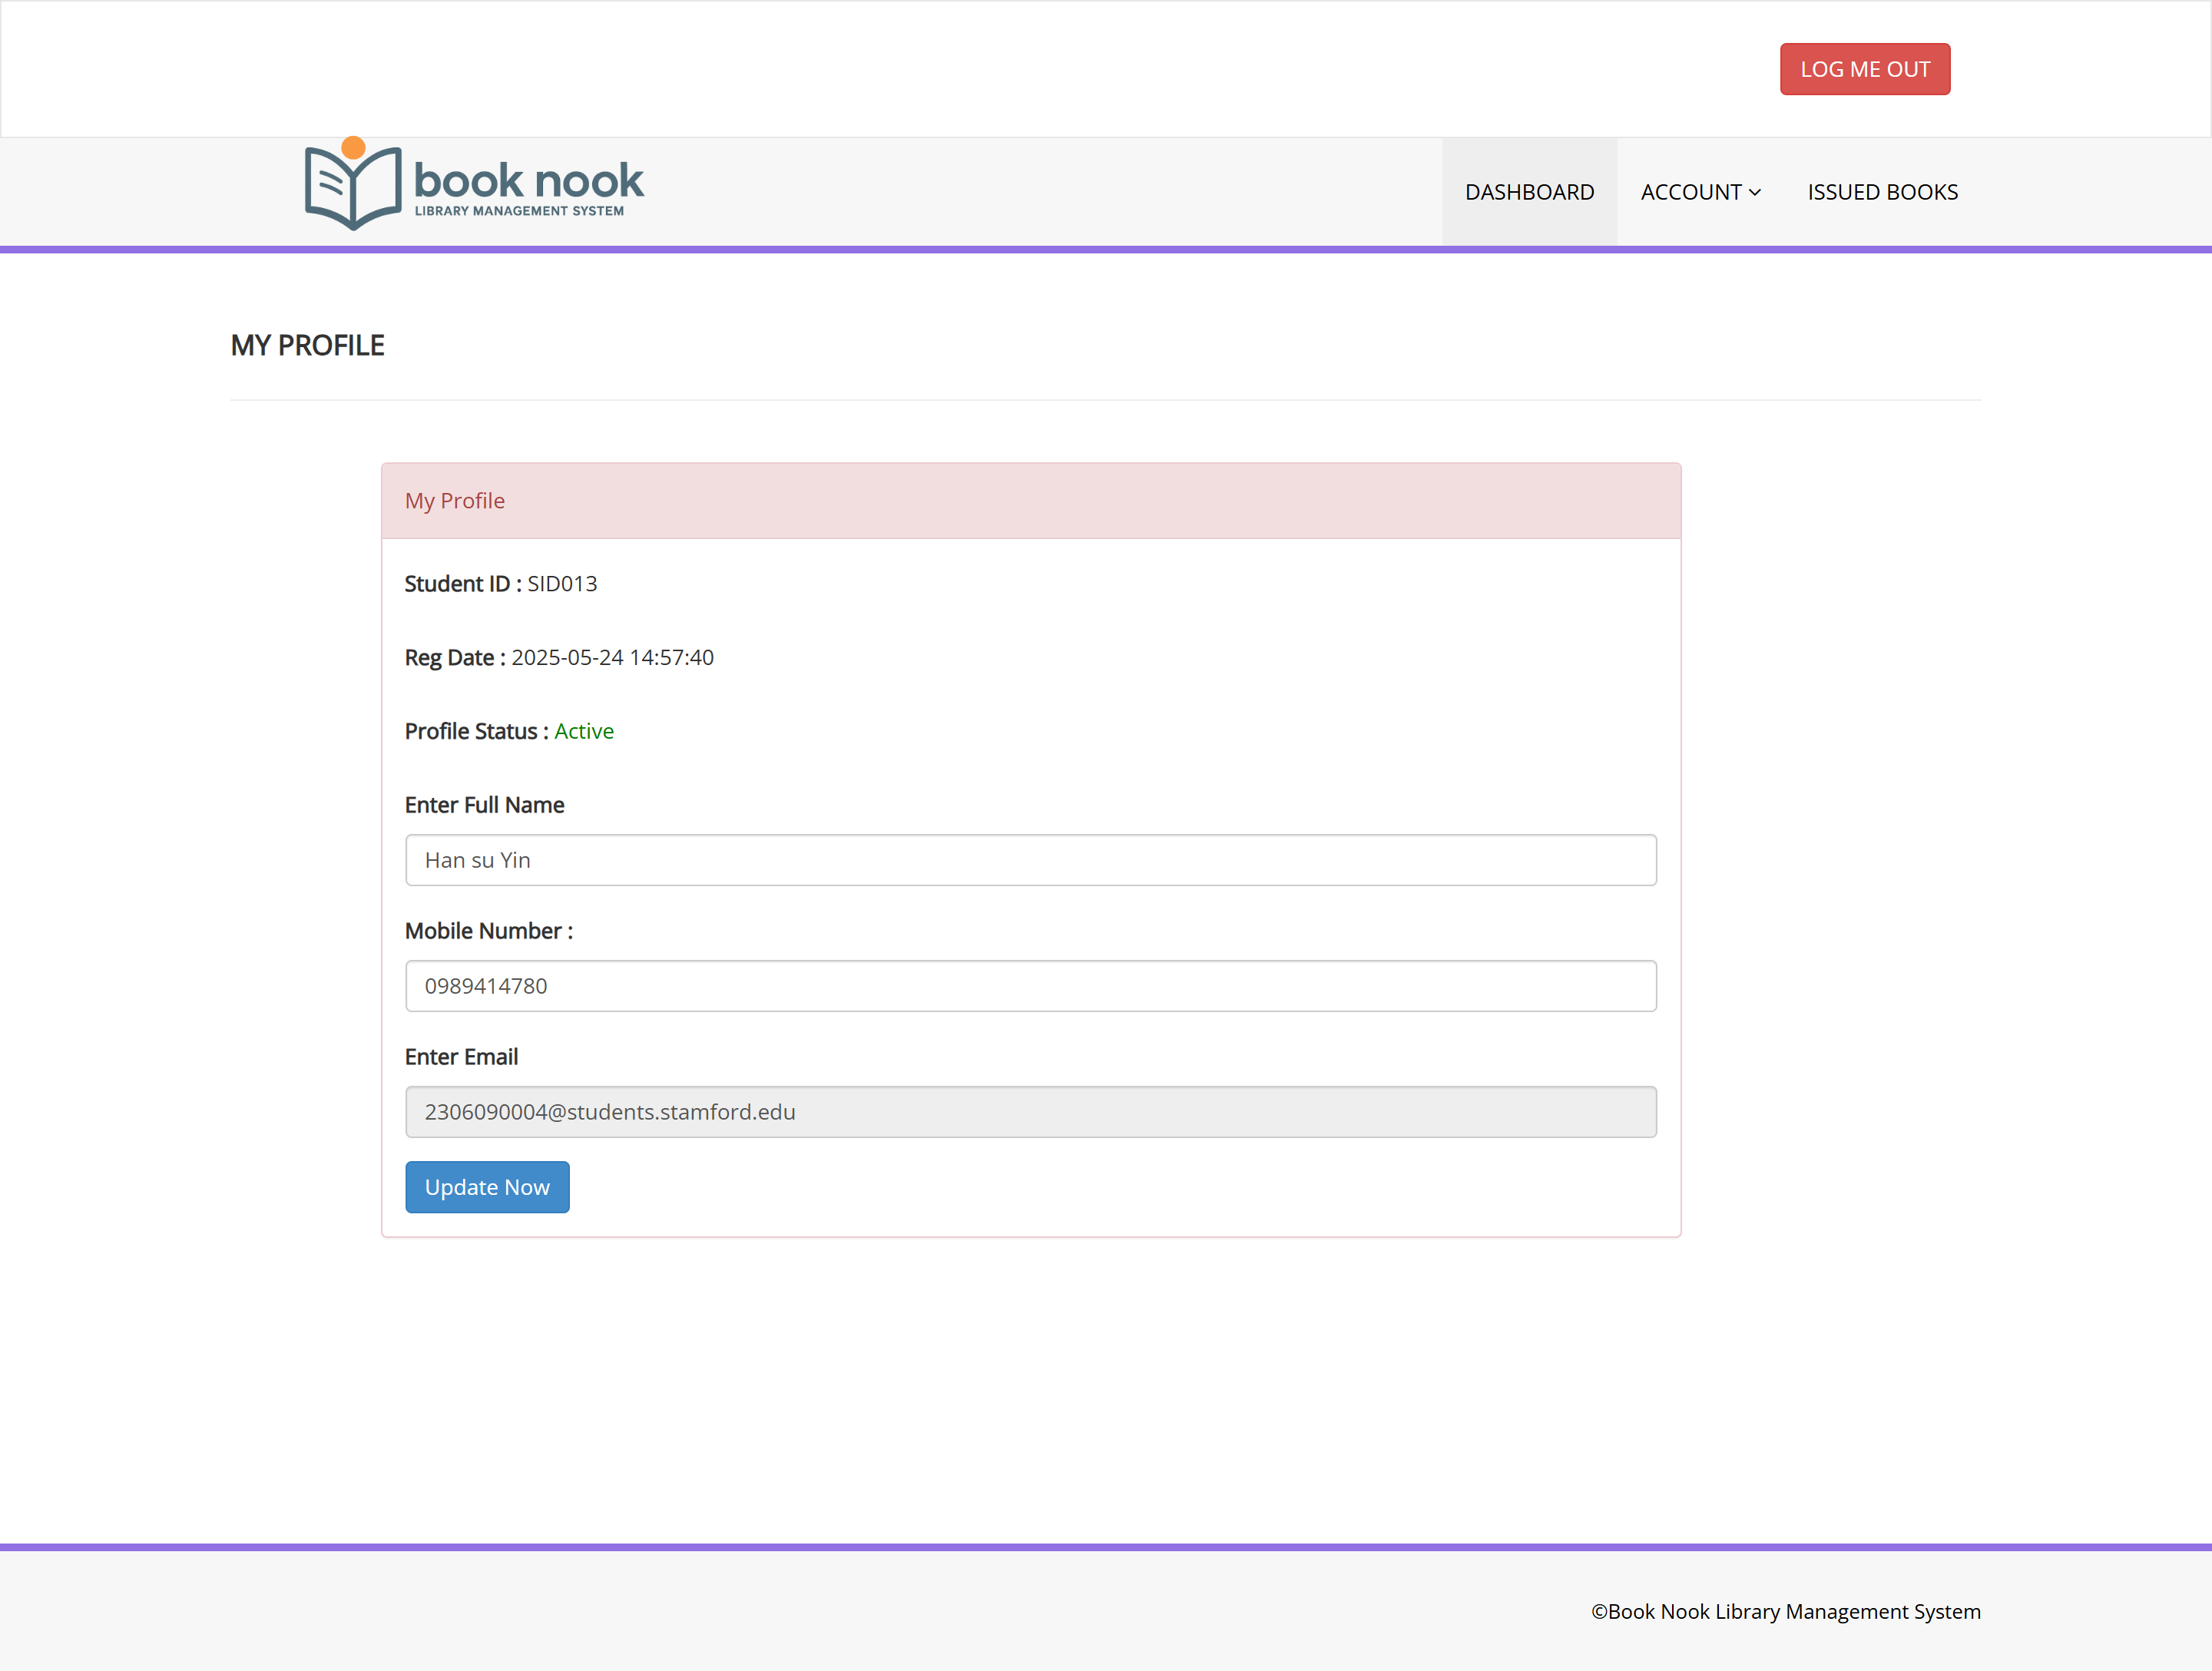 LOG ME OUT
book nook
LIBRARY MANAGEMENT SYSTEM
DASHBOARD
ACCOUNT
ISSUED BOOKS
MY PROFILE
My Profile
Student ID : SID013
Reg Date : 2025-05-24 14:57:40
Profile Status : Active
Enter Full Name
Han su Yin
Mobile Number :
0989414780
Enter Email
2306090004@students.stamford.edu
Update Now
©Book Nook Library Management System